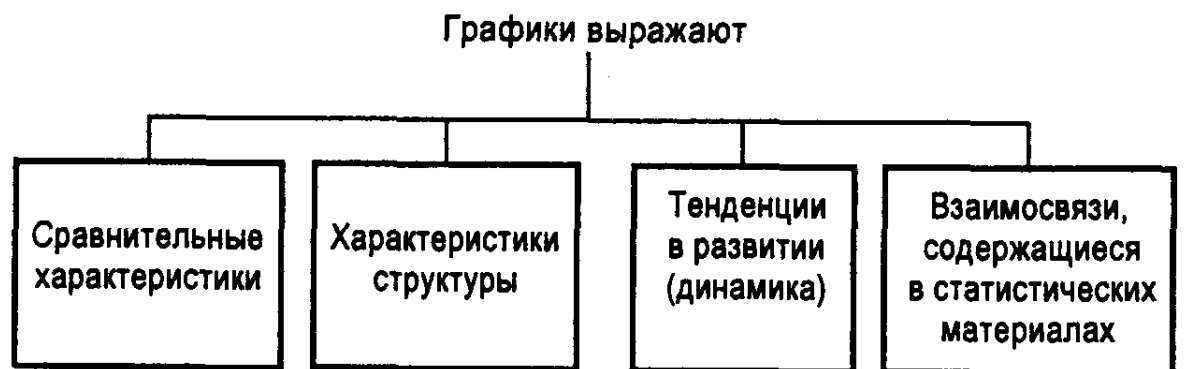 Графики выражают
Сравнительные
характеристики
Характеристики
структуры
Тенденции
в развитии
(динамика)
Взаимосвязи,
содержащиеся
в статистических
материалах